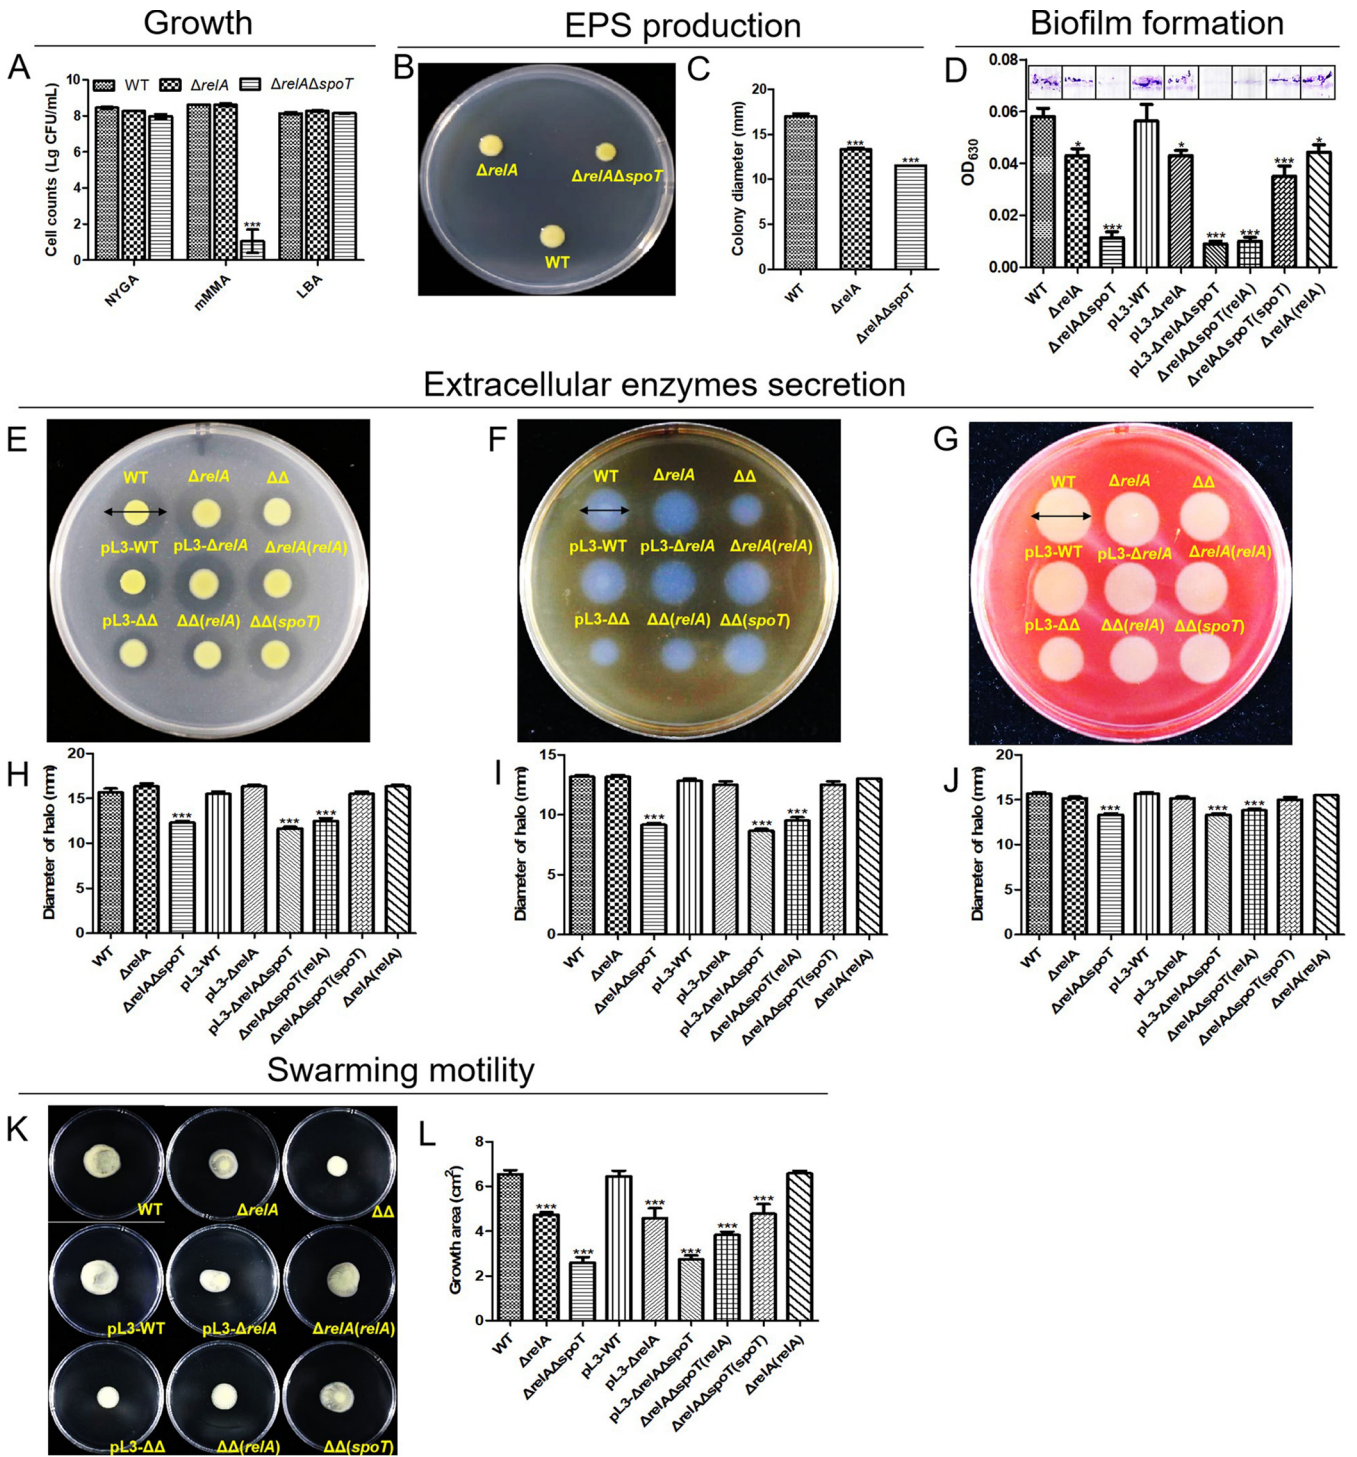 Growth
EPS production
Biofilm formation
A
Cell counts (Lg CFU/mL)
10
8
6
4
2
0
WT
ΔrelA
ΔrelAΔspoT
***
NYGA
mMMA
LBA
B
ΔrelA
ΔrelAΔspoT
WT
C
Colony diameter (mm)
20
15
10
5
0
***
***
WT
ΔrelA
ΔrelAΔspoT
D
OD630
0.08
0.06
0.04
0.02
0.00
*
***
*
***
***
***
*
WT
ΔrelA
ΔrelAΔspoT
pL3-WT
pL3-ΔrelA
pL3-ΔrelAΔspoT
ΔrelAΔspoT(relA)
ΔrelAΔspoT(spoT)
ΔrelA(relA)
Extracellular enzymes secretion
E
WT
ΔrelA
ΔΔ
pL3-WT
pL3-ΔrelA
ΔrelA(relA)
pL3-ΔΔ
ΔΔ(relA)
ΔΔ(spoT)
F
WT
ΔrelA
ΔΔ
pL3-WT
pL3-ΔrelA
ΔrelA(relA)
pL3-ΔΔ
ΔΔ(relA)
ΔΔ(spoT)
G
WT
ΔrelA
ΔΔ
pL3-WT
pL3-ΔrelA
ΔrelA(relA)
pL3-ΔΔ
ΔΔ(relA)
ΔΔ(spoT)
H
Diameter of halo (mm)
20
15
10
5
0
***
***
***
WT
ΔrelA
ΔrelAΔspoT
pL3-WT
pL3-ΔrelA
pL3-ΔrelAΔspoT
ΔrelAΔspoT(relA)
ΔrelAΔspoT(spoT)
ΔrelA(relA)
I
Diameter of halo (mm)
15
10
5
0
***
***
***
WT
ΔrelA
ΔrelAΔspoT
pL3-WT
pL3-ΔrelA
pL3-ΔrelAΔspoT
ΔrelAΔspoT(relA)
ΔrelAΔspoT(spoT)
ΔrelA(relA)
J
Diameter of halo (mm)
20
15
10
5
0
***
***
***
WT
ΔrelA
ΔrelAΔspoT
pL3-WT
pL3-ΔrelA
pL3-ΔrelAΔspoT
ΔrelAΔspoT(relA)
ΔrelAΔspoT(spoT)
ΔrelA(relA)
Swarming motility
K
WT
ΔrelA
ΔΔ
pL3-WT
pL3-ΔrelA
ΔrelA(relA)
pL3-ΔΔ
ΔΔ(relA)
ΔΔ(spoT)
L
Growth area (cm2)
8
6
4
2
0
***
***
***
***
***
***
WT
ΔrelA
ΔrelAΔspoT
pL3-WT
pL3-ΔrelA
pL3-ΔrelAΔspoT
ΔrelAΔspoT(relA)
ΔrelAΔspoT(spoT)
ΔrelA(relA)